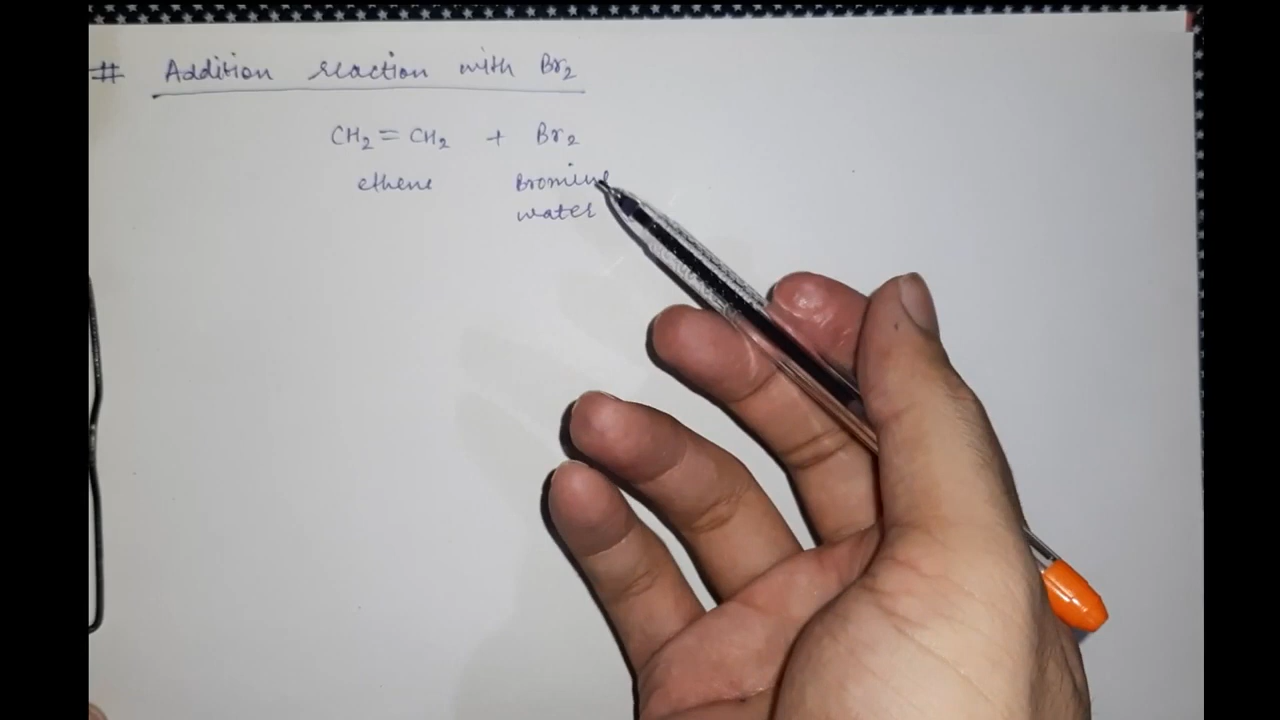 # Addition reaction with Br₂
CH₂ = CH₂ + Br₂
ethene Bromine
water